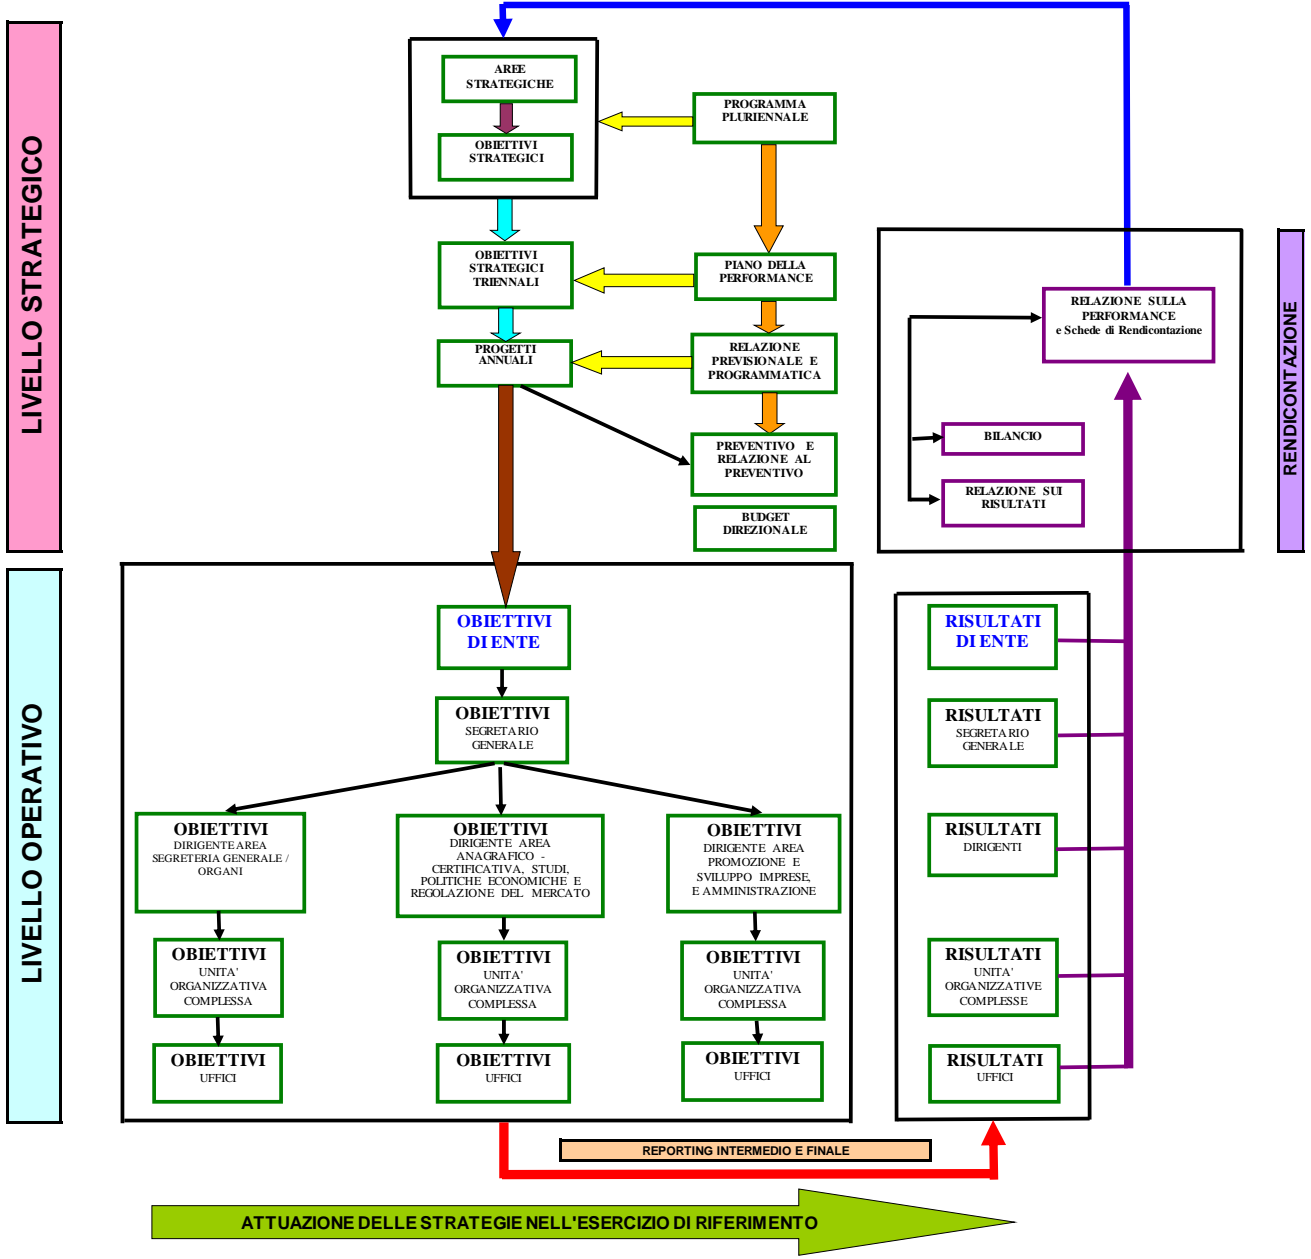 LIVELLO STRATEGICO
AREE
STRATEGICHE
OBIETTIVI
STRATEGICI
PROGRAMMA
PLURIENNALE
OBIETTIVI
STRATEGICI
TRIENNALI
PIANO DELLA
PERFORMANCE
PROGETTI
ANNUALI
RELAZIONE
PREVISIONALE E
PROGRAMMATICA
PREVENTIVO E
RELAZIONE AL
PREVENTIVO
BUDGET
DIREZIONALE
RENDICONTAZIONE
RELAZIONE SULLA
PERFORMANCE
e Schede di Rendicontazione
BILANCIO
RELAZIONE SUI
RISULTATI
LIVELLO OPERATIVO
OBIETTIVI
DI ENTE
OBIETTIVI
SEGRETARIO
GENERALE
OBIETTIVI
DIRIGENTE AREA
SEGRETERIA GENERALE /
ORGANI
OBIETTIVI
DIRIGENTE AREA
ANAGRAFICO -
CERTIFICATIVA, STUDI,
POLITICHE ECONOMICHE E
REGOLAZIONE DEL MERCATO
OBIETTIVI
DIRIGENTE AREA
PROMOZIONE E
SVILUPPO IMPRESE,
E AMMINISTRAZIONE
OBIETTIVI
UNITA'
ORGANIZZATIVA
COMPLESSA
OBIETTIVI
UNITA'
ORGANIZZATIVA
COMPLESSA
OBIETTIVI
UNITA'
ORGANIZZATIVA
COMPLESSA
OBIETTIVI
UFFICI
OBIETTIVI
UFFICI
OBIETTIVI
UFFICI
RISULTATI
DI ENTE
RISULTATI
SEGRETARIO
GENERALE
RISULTATI
DIRIGENTI
RISULTATI
UNITA'
ORGANIZZATIVE
COMPLESSE
RISULTATI
UFFICI
REPORTING INTERMEDIO E FINALE
ATTUAZIONE DELLE STRATEGIE NELL'ESERCIZIO DI RIFERIMENTO